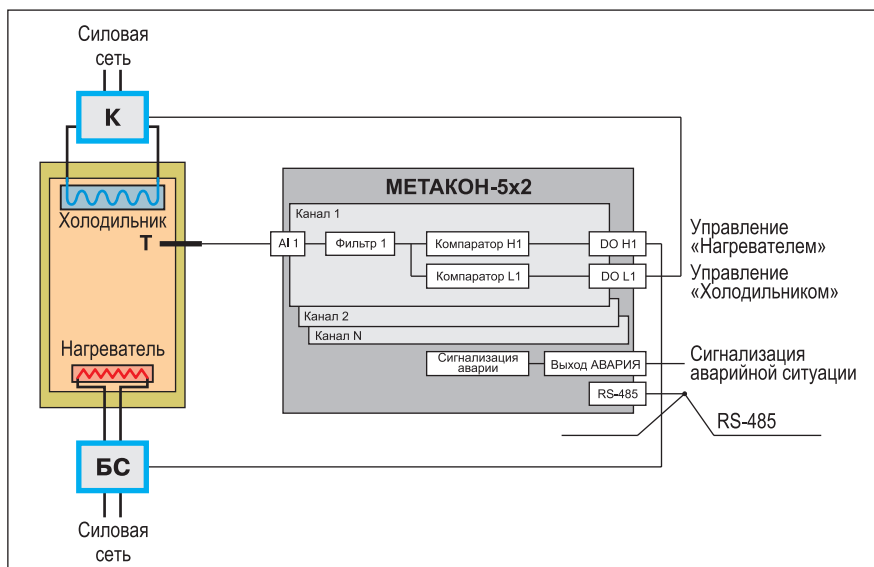 Силовая
сеть
К
Холодильник
Т
Нагреватель
БС
Силовая
сеть
МЕТАКОН-5х2
Канал 1
AI 1
Фильтр 1
Компаратор H1
DO H1
Компаратор L1
DO L1
Канал 2
Канал N
Сигнализация
аварии
Выход АВАРИЯ
RS-485
Управление
«Нагревателем»
Управление
«Холодильником»
Сигнализация
аварийной ситуации
RS-485